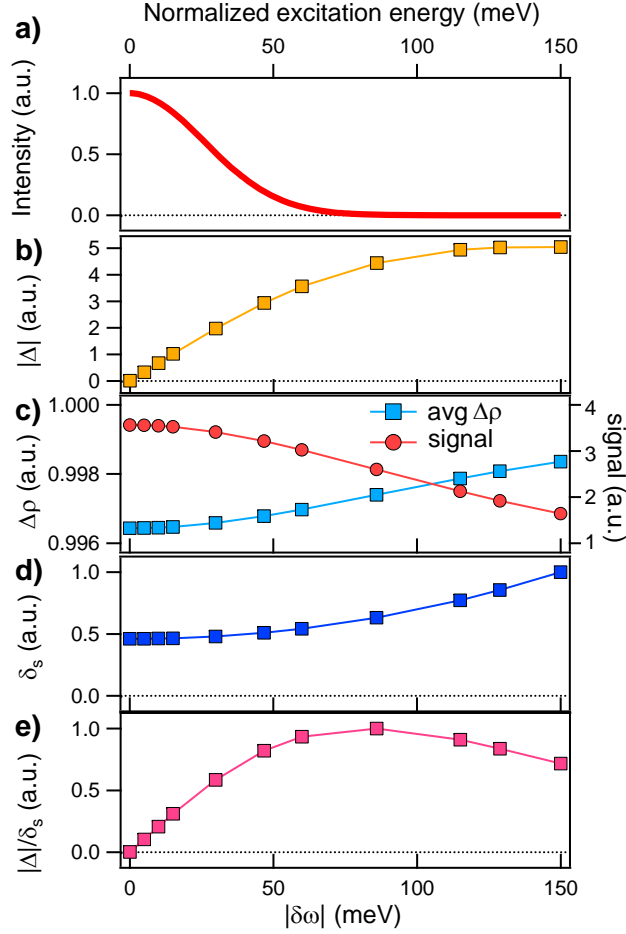 Normalized excitation energy (meV)
a)
0 50 100 150
Intensity (a.u.)
1.0
0.5
0.0
b)
|Δ| (a.u.)
5
4
3
2
1
0
c)
Δρ (a.u.)
1.000
0.998
0.996
avg Δρ
signal
4
3
2
1
signal (a.u.)
d)
δs (a.u.)
1.0
0.5
0.0
e)
|Δ|/δs (a.u.)
1.0
0.5
0.0
0 50 100 150
|δω| (meV)